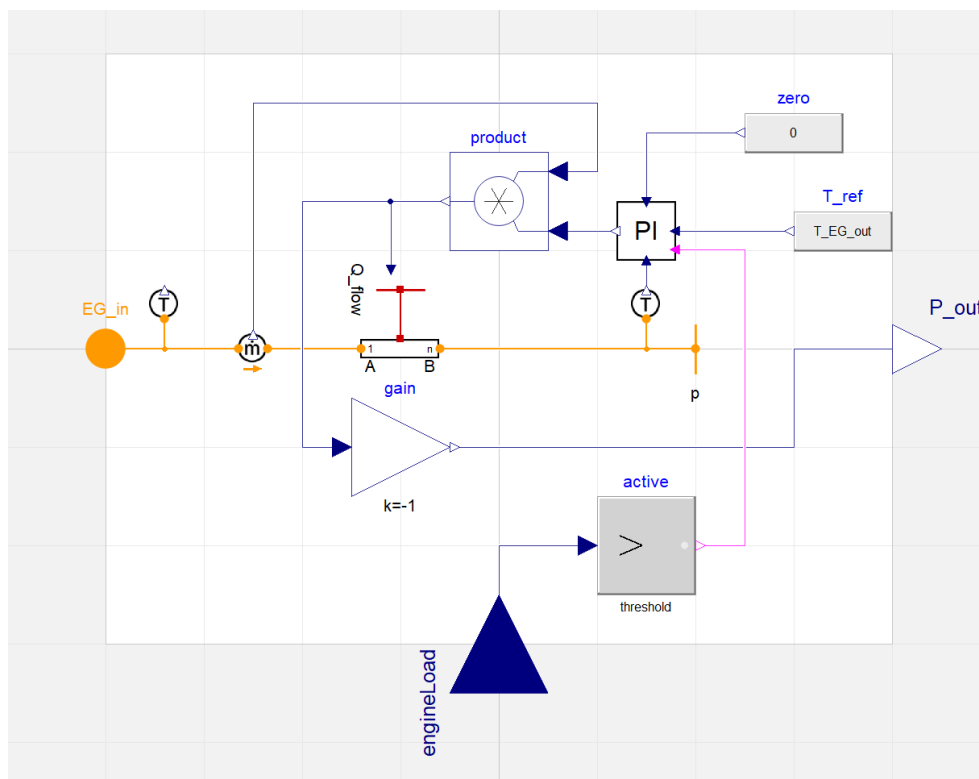 zero
0
product
T_ref
PI
T_EG_out
Q_flow
EG_in
T
T
P_out
ṁ
1
n
A
B
gain
p
active
k=-1
>
threshold
engineLoad